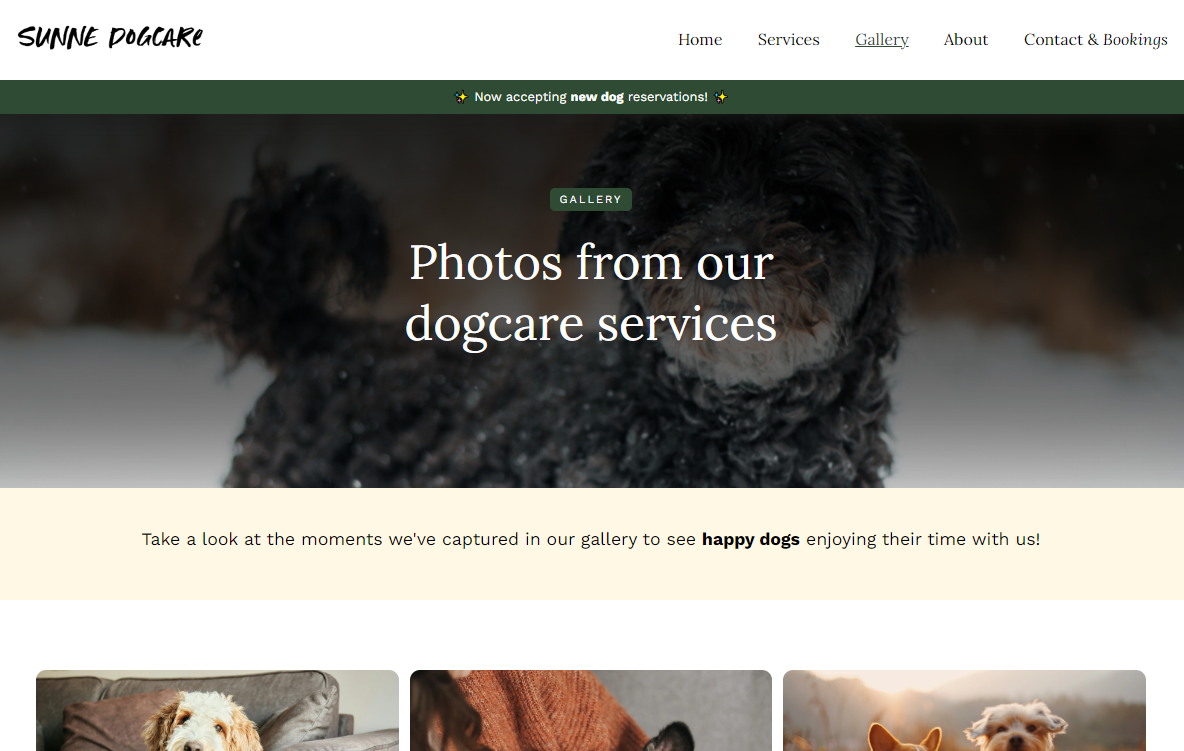 SUNNE DOGCARE
Home Services Gallery About Contact & Bookings
✨ Now accepting new dog reservations! ✨
GALLERY
Photos from our
dogcare services
Take a look at the moments we've captured in our gallery to see happy dogs enjoying their time with us!